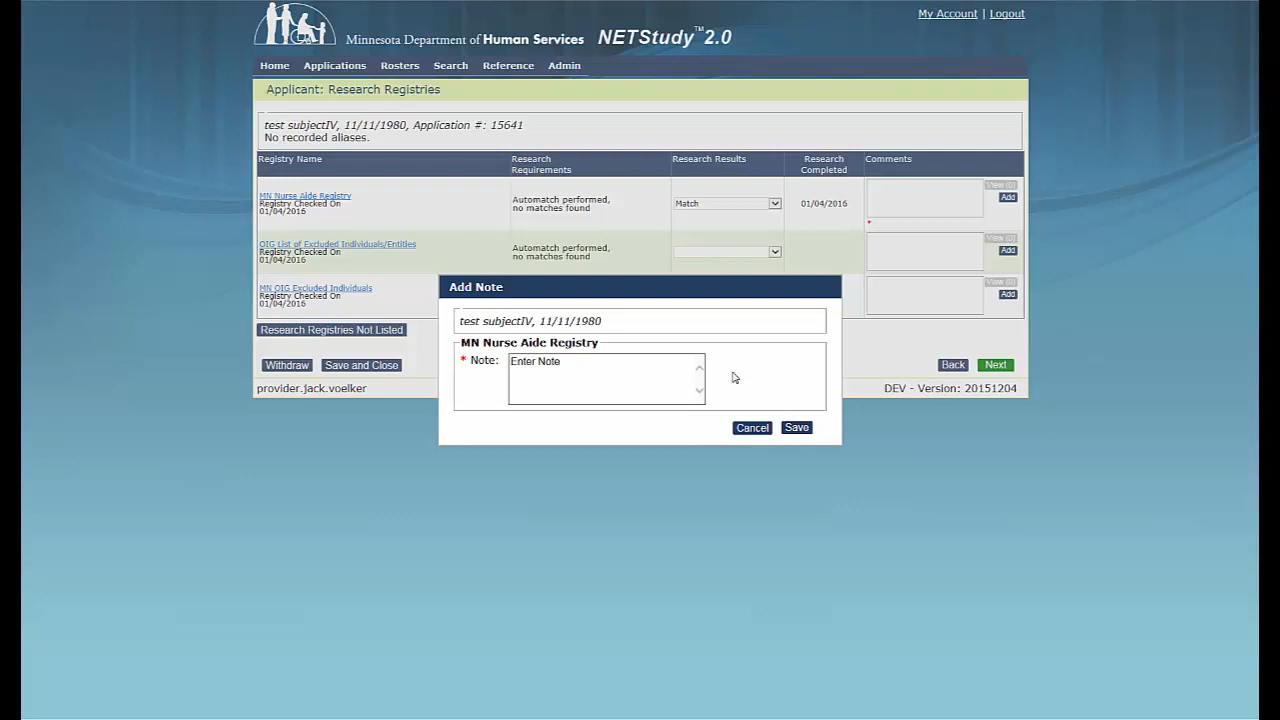 My Account | Logout
Minnesota Department of Human Services NETStudy™ 2.0
Home Applications Rosters Search Reference Admin
Applicant: Research Registries
test subjectIV, 11/11/1980, Application #: 15641
No recorded aliases.
Registry Name Research Requirements Research Results Research Completed Comments
MN Nurse Aide Registry
Registry Checked On
01/04/2016
Automatch performed,
no matches found
Match
01/04/2016
View (0)
Add
*
OIG List of Excluded Individuals/Entities
Registry Checked On
01/04/2016
Automatch performed,
no matches found
View (0)
Add
MN OIG Excluded Individuals
Registry Checked On
01/04/2016
View (0)
Add
Add Note
test subjectIV, 11/11/1980
MN Nurse Aide Registry
* Note: Enter Note
Cancel Save
Research Registries Not Listed
Withdraw Save and Close Back Next
provider.jack.voelker DEV - Version: 20151204